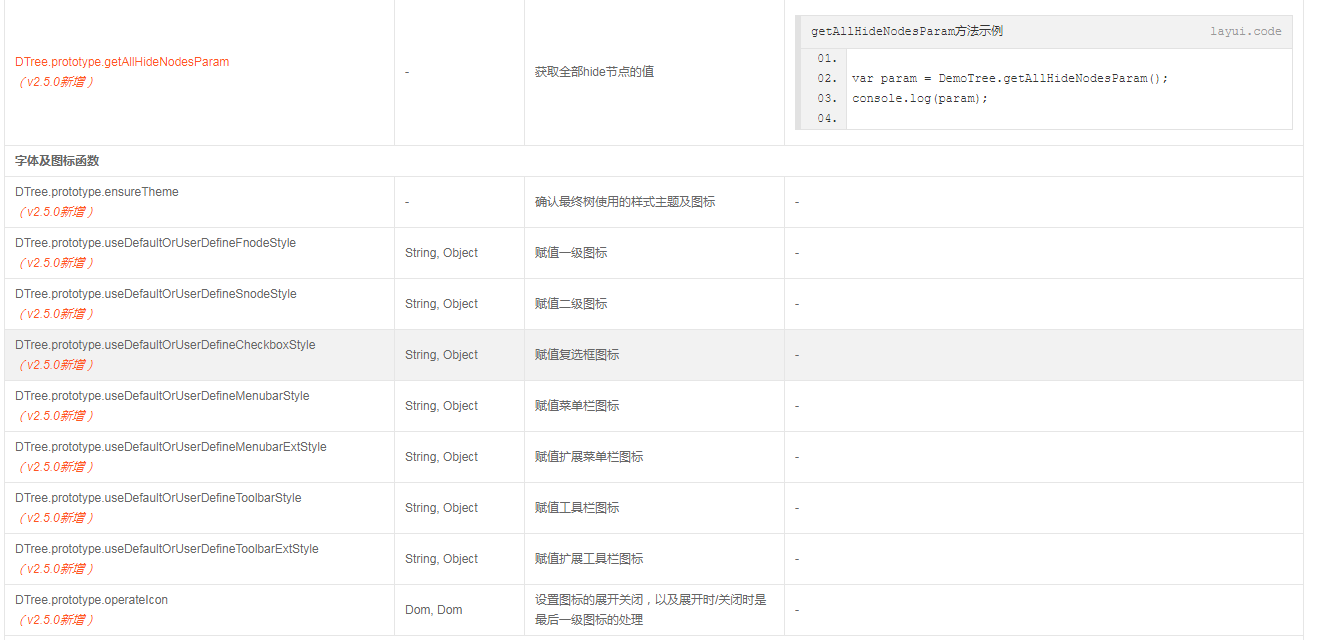 getAllHideNodesParam方法示例 layui.code
DTree.prototype.getAllHideNodesParam
（v2.5.0新增）
-
获取全部hide节点的值
01.
02. var param = DemoTree.getAllHideNodesParam();
03. console.log(param);
04.
字体及图标函数
DTree.prototype.ensureTheme
（v2.5.0新增）
- 确认最终树使用的样式主题及图标 -
DTree.prototype.useDefaultOrUserDefineFnodeStyle
（v2.5.0新增）
String, Object 赋值一级图标 -
DTree.prototype.useDefaultOrUserDefineSnodeStyle
（v2.5.0新增）
String, Object 赋值二级图标 -
DTree.prototype.useDefaultOrUserDefineCheckboxStyle
（v2.5.0新增）
String, Object 赋值复选框图标 -
DTree.prototype.useDefaultOrUserDefineMenubarStyle
（v2.5.0新增）
String, Object 赋值菜单栏图标 -
DTree.prototype.useDefaultOrUserDefineMenubarExtStyle
（v2.5.0新增）
String, Object 赋值扩展菜单栏图标 -
DTree.prototype.useDefaultOrUserDefineToolbarStyle
（v2.5.0新增）
String, Object 赋值工具栏图标 -
DTree.prototype.useDefaultOrUserDefineToolbarExtStyle
（v2.5.0新增）
String, Object 赋值扩展工具栏图标 -
DTree.prototype.operateIcon
（v2.5.0新增）
Dom, Dom
设置图标的展开关闭，以及展开时/关闭时是
最后一级图标的处理
-